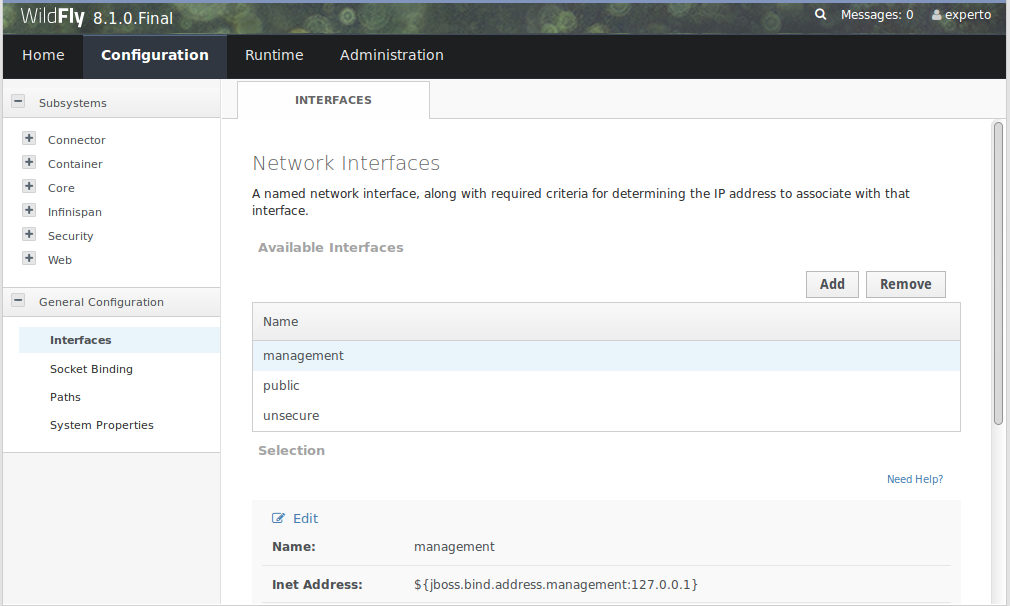 WildFly 8.1.0.Final
Messages: 0
experto
Home
Configuration
Runtime
Administration
Subsystems
Connector
Container
Core
Infinispan
Security
Web
General Configuration
Interfaces
Socket Binding
Paths
System Properties
INTERFACES
Network Interfaces
A named network interface, along with required criteria for determining the IP address to associate with that
interface.
Available Interfaces
Add
Remove
Name
management
public
unsecure
Selection
Need Help?
Edit
Name: management
Inet Address: ${jboss.bind.address.management:127.0.0.1}